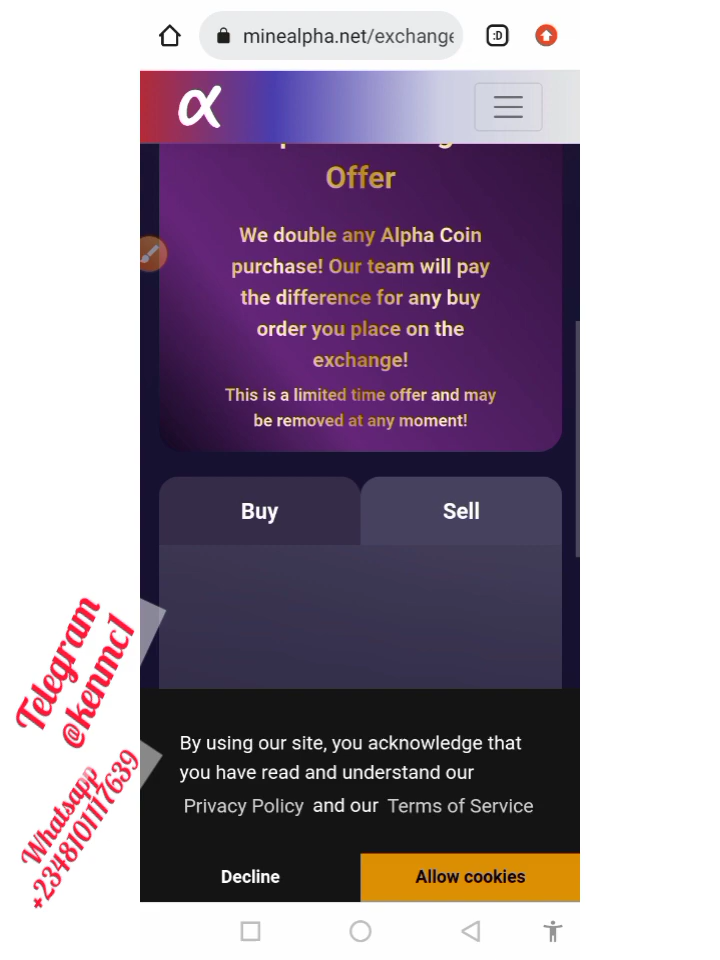 :D
minealpha.net/exchange
α
Offer
We double any Alpha Coin
purchase! Our team will pay
the difference for any buy
order you place on the
exchange!
This is a limited time offer and may
be removed at any moment!
Buy
Sell
By using our site, you acknowledge that
you have read and understand our
Privacy Policy and our Terms of Service
Decline
Allow cookies
Telegram
@kenmc1
Whatsapp
+2348101117639